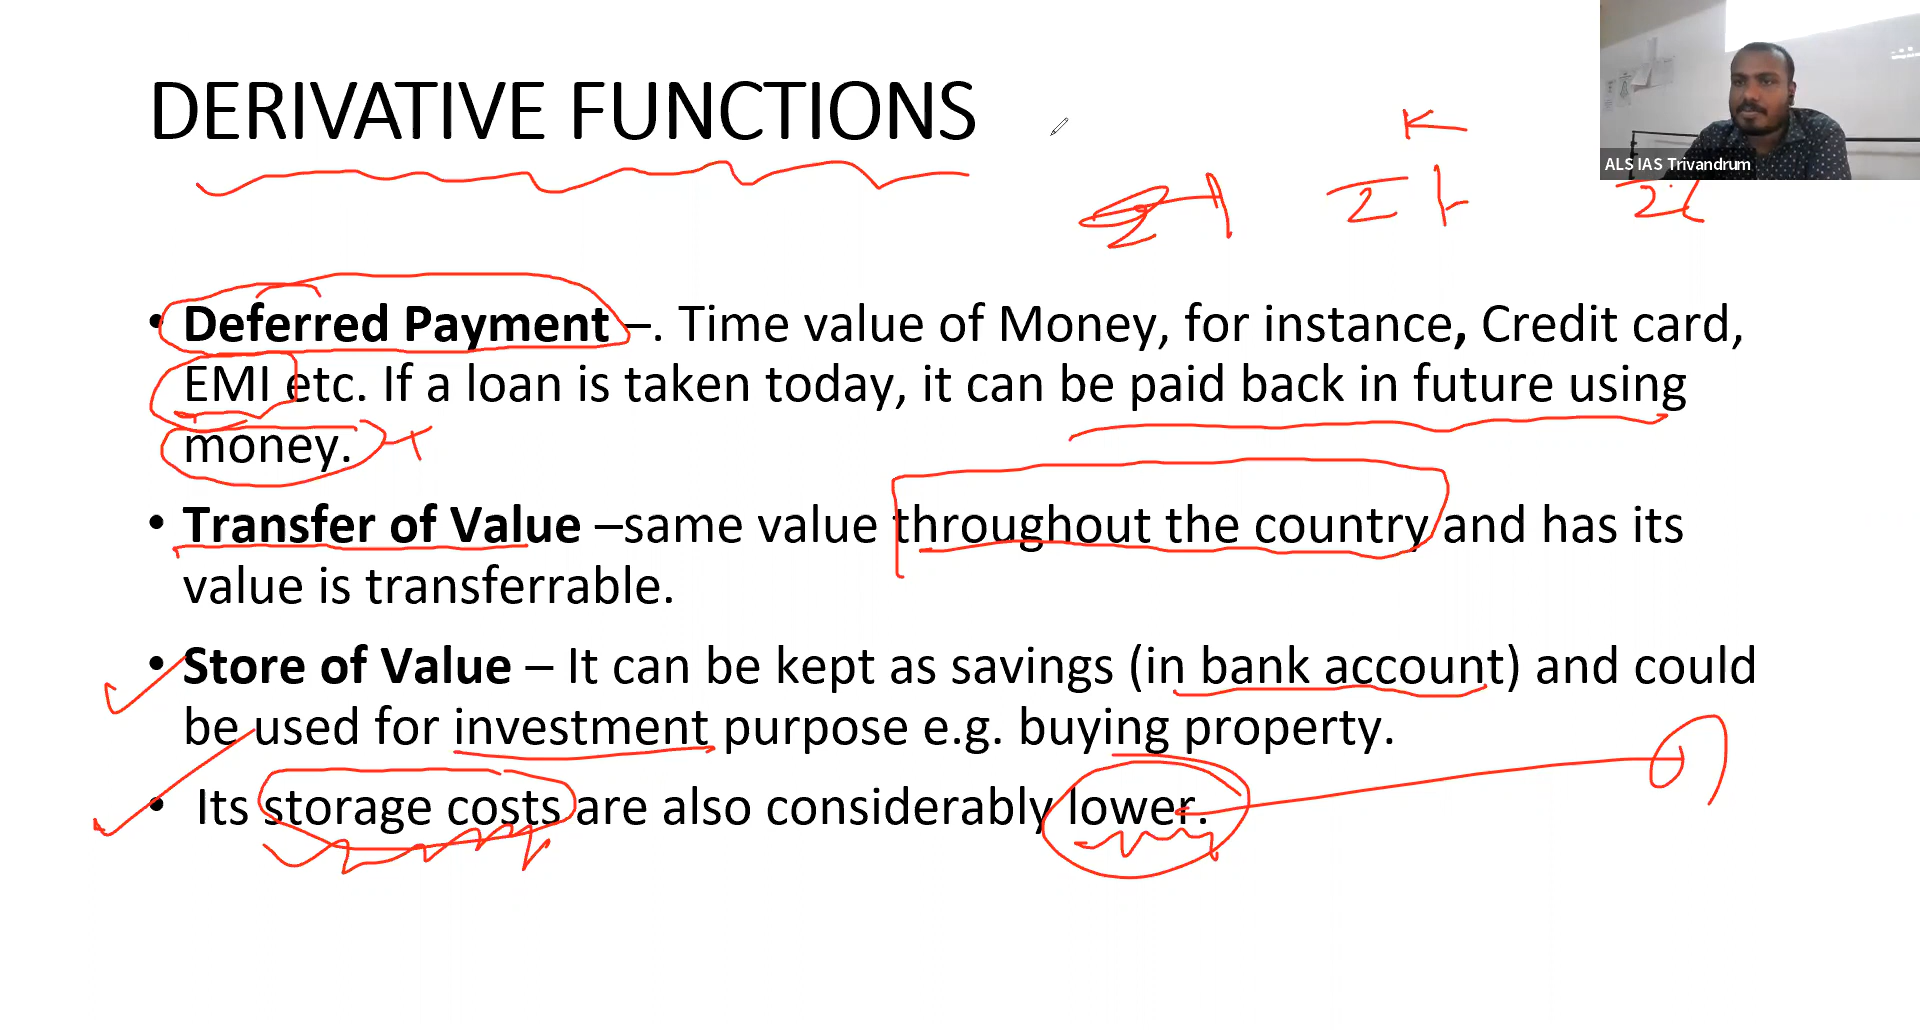 DERIVATIVE FUNCTIONS
ALS IAS Trivandrum
• Deferred Payment –. Time value of Money, for instance, Credit card,
EMI etc. If a loan is taken today, it can be paid back in future using
money.
• Transfer of Value –same value throughout the country and has its
value is transferrable.
• Store of Value – It can be kept as savings (in bank account) and could
be used for investment purpose e.g. buying property.
• Its storage costs are also considerably lower.